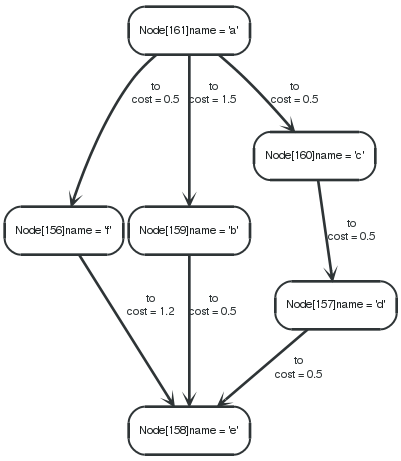 Node[161]name = 'a'
to
cost = 0.5
to
cost = 1.5
to
cost = 0.5
Node[160]name = 'c'
Node[156]name = 'f'
Node[159]name = 'b'
to
cost = 0.5
to
cost = 1.2
to
cost = 0.5
Node[157]name = 'd'
to
cost = 0.5
Node[158]name = 'e'